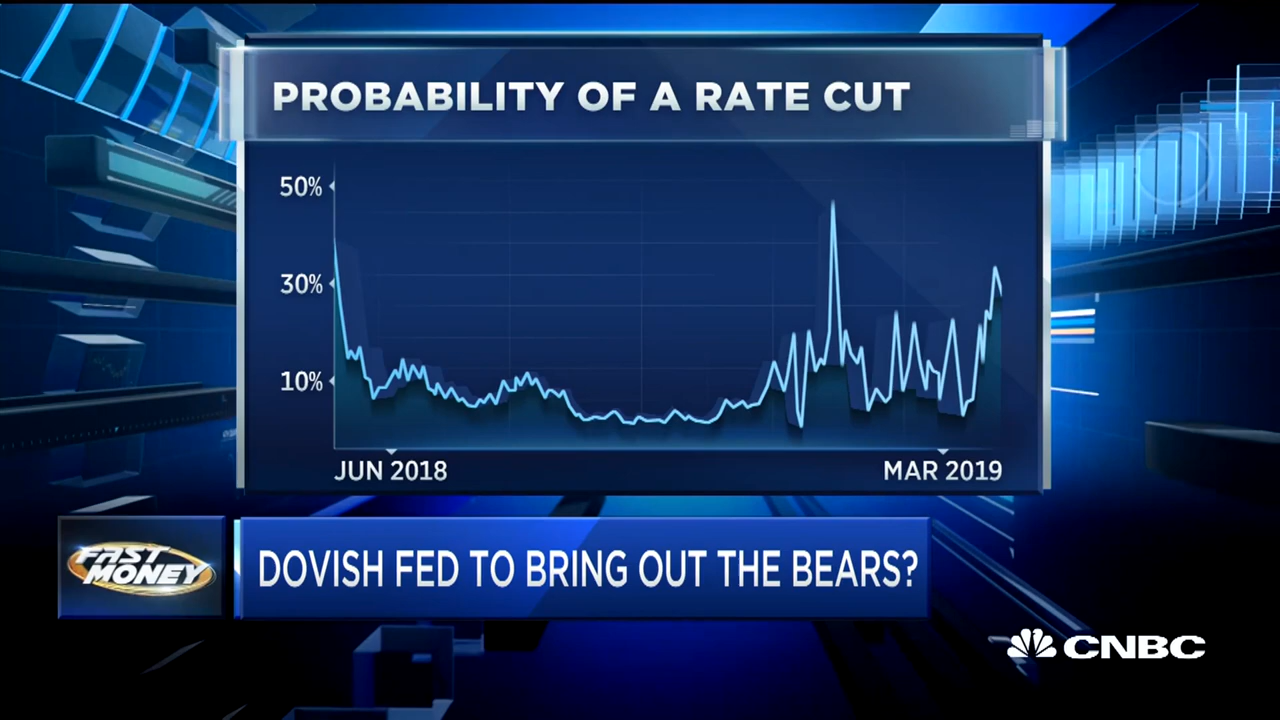 PROBABILITY OF A RATE CUT
50%
30%
10%
JUN 2018
MAR 2019
FAST
MONEY
DOVISH FED TO BRING OUT THE BEARS?
CNBC